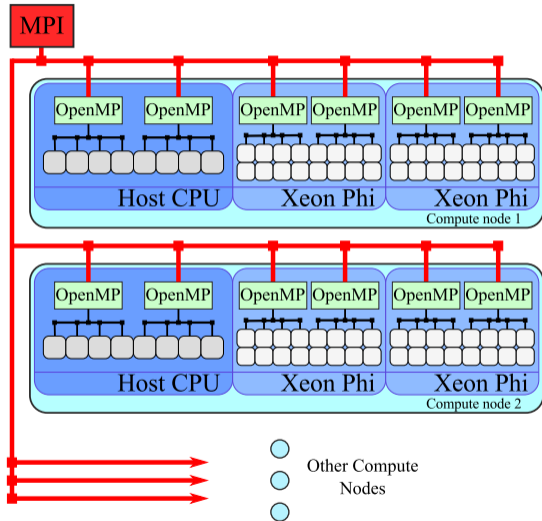 MPI
OpenMP OpenMP OpenMP OpenMP OpenMP OpenMP
Host CPU Xeon Phi Xeon Phi
Compute node 1
OpenMP OpenMP OpenMP OpenMP OpenMP OpenMP
Host CPU Xeon Phi Xeon Phi
Compute node 2
Other Compute
Nodes